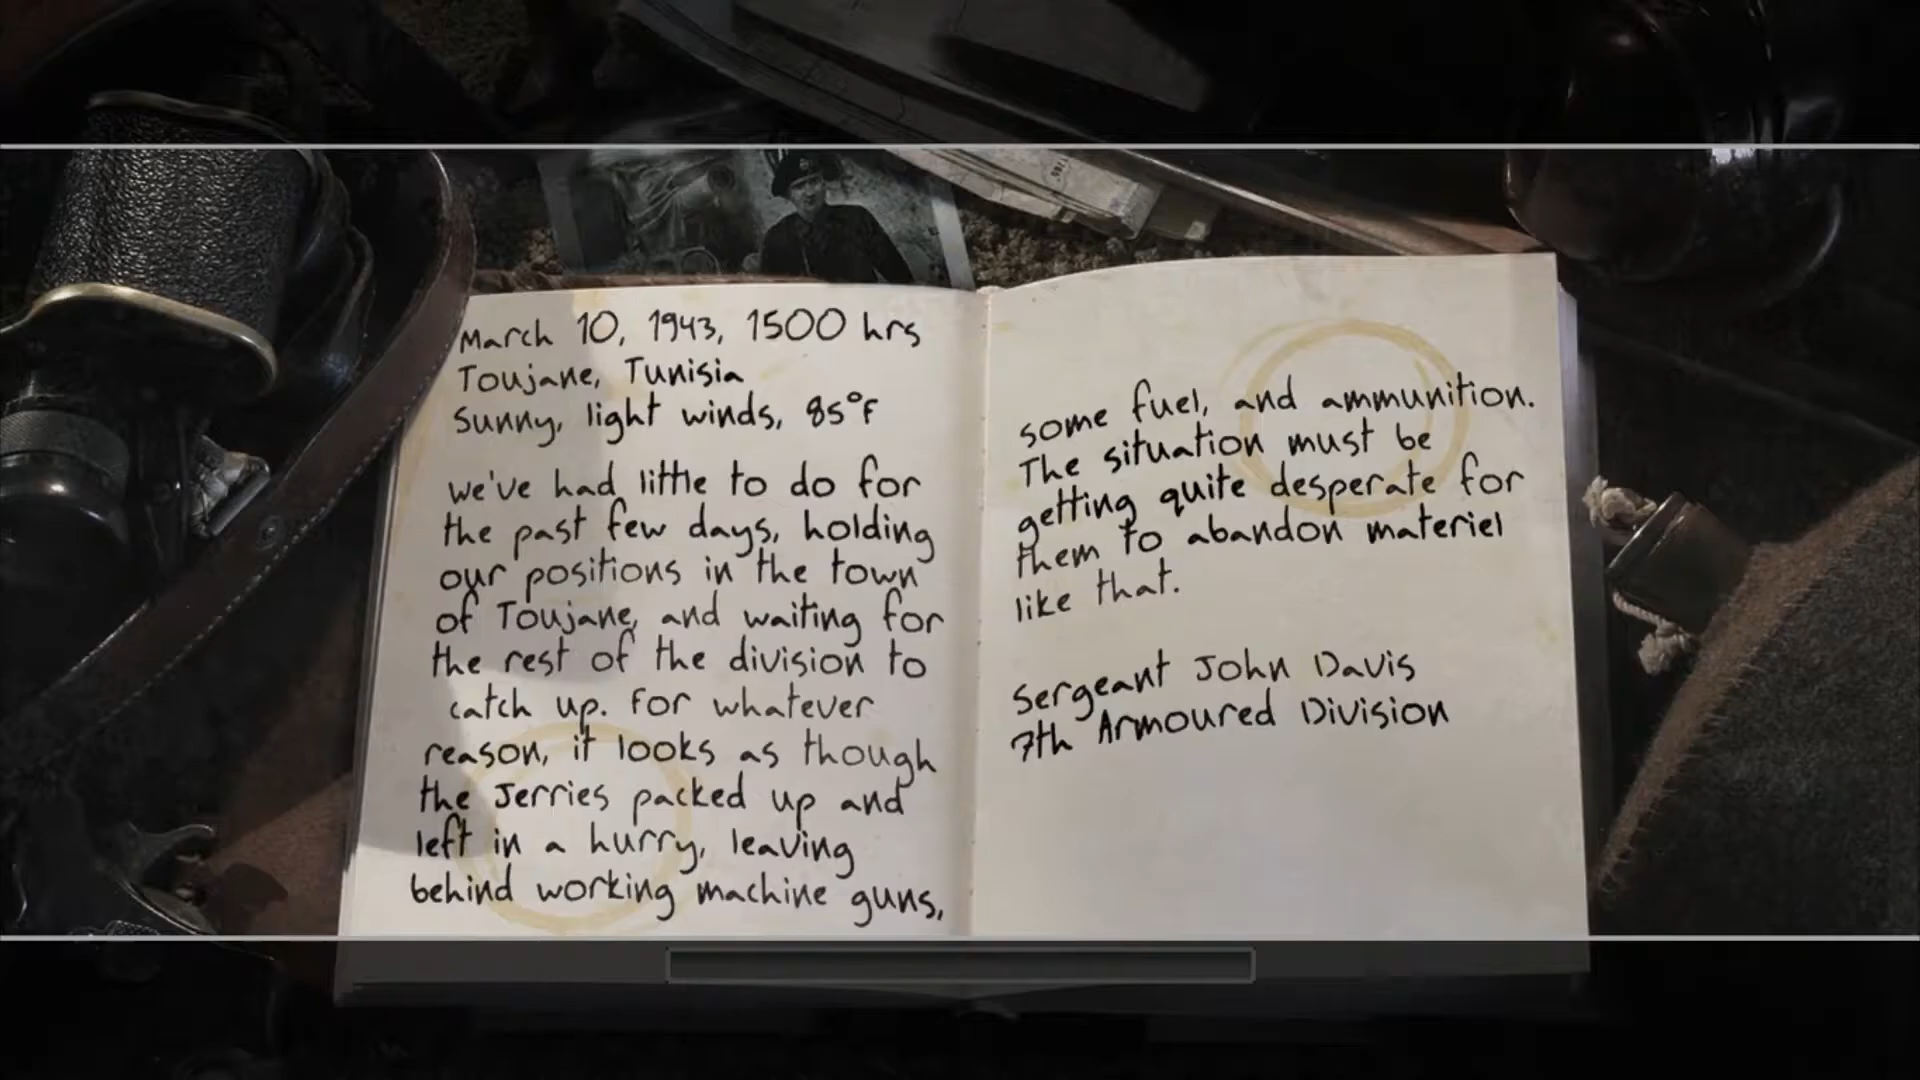 March 10, 1943, 1500 hrs
Toujane, Tunisia
Sunny, light winds, 85°F
We've had little to do for
the past few days, holding
our positions in the town
of Toujane, and waiting for
the rest of the division to
catch up. For whatever
reason, it looks as though
the Jerries packed up and
left in a hurry, leaving
behind working machine guns,
some fuel, and ammunition.
The situation must be
getting quite desperate for
them to abandon materiel
like that.
Sergeant John Davis
7th Armoured Division